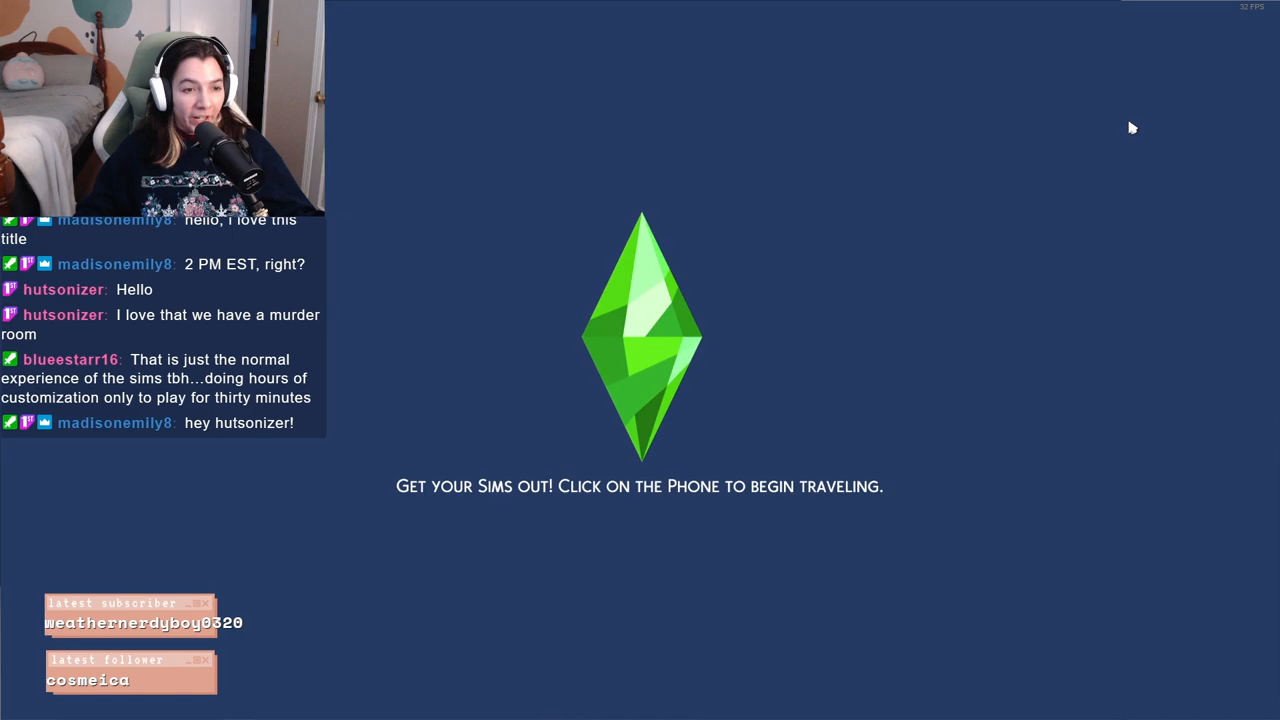 32 FPS
madisonemily8: hello, i love this
title
madisonemily8: 2 PM EST, right?
hutsonizer: Hello
hutsonizer: I love that we have a murder
room
blueestarr16: That is just the normal
experience of the sims tbh...doing hours of
customization only to play for thirty minutes
madisonemily8: hey hutsonizer!
Get your Sims out! Click on the Phone to begin traveling.
latest subscriber
weathernerdyboy0320
latest follower
cosmeica